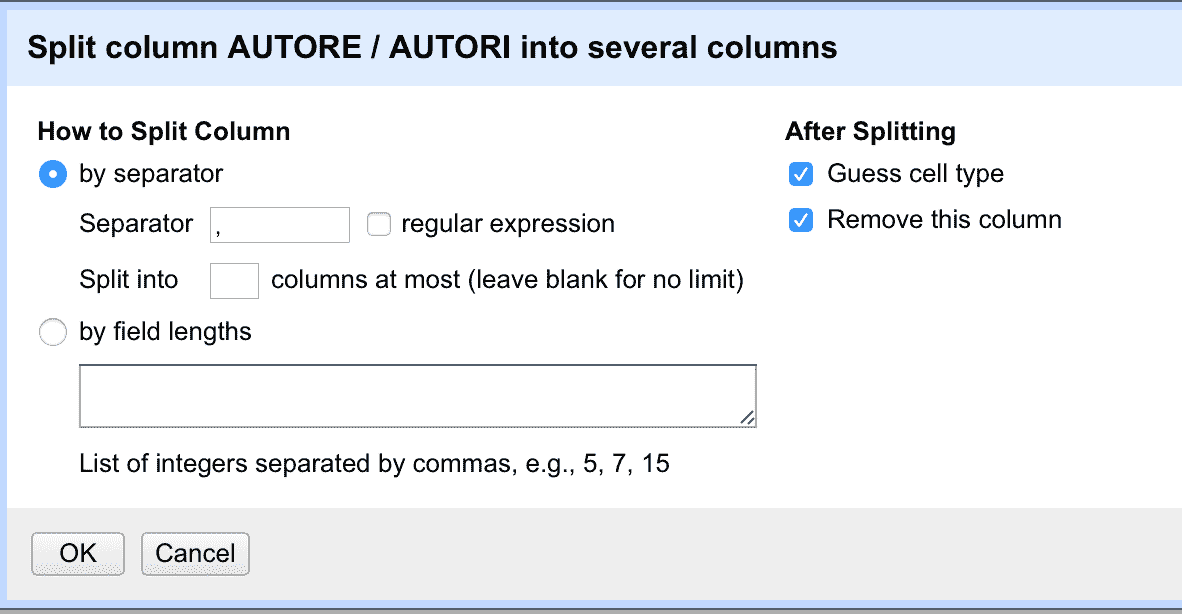 Split column AUTORE / AUTORI into several columns
How to Split Column
by separator
Separator , regular expression
Split into columns at most (leave blank for no limit)
by field lengths
List of integers separated by commas, e.g., 5, 7, 15
After Splitting
Guess cell type
Remove this column
OK Cancel